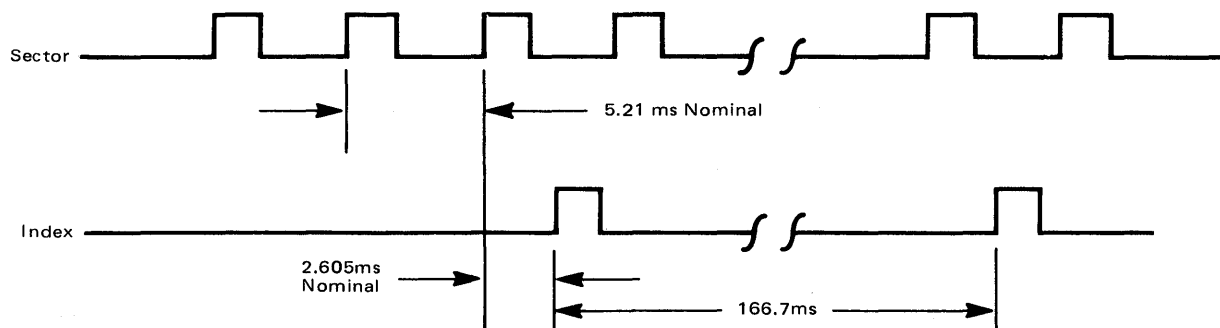 Sector
5.21 ms Nominal
Index
2.605ms
Nominal
166.7ms